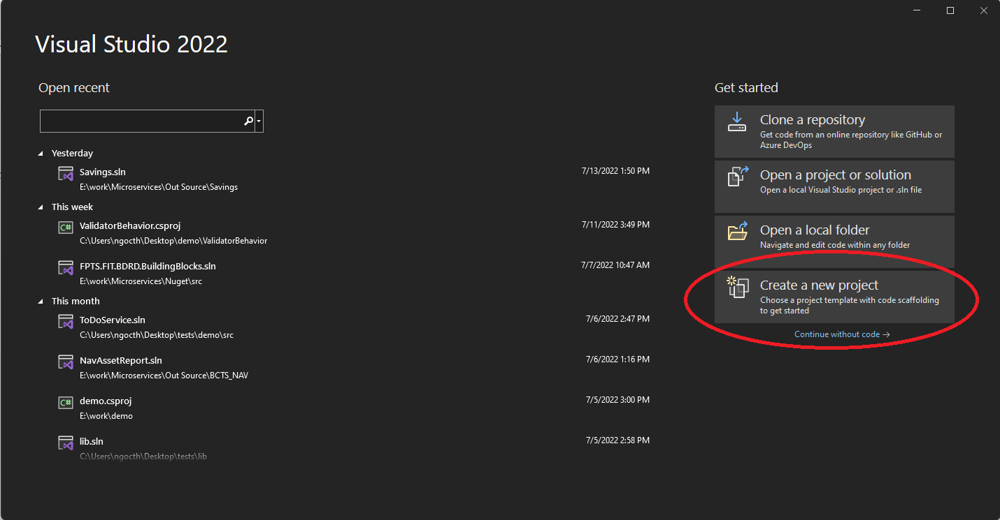 Visual Studio 2022
Open recent
Yesterday
Savings.sln
7/13/2022 1:50 PM
E:\work\Microservices\Out Source\Savings
This week
ValidatorBehavior.csproj
7/11/2022 3:49 PM
C:\Users\ngocth\Desktop\demo\ValidatorBehavior
FPTS.FIT.BDRD.BuildingBlocks.sln
7/7/2022 10:47 AM
E:\work\Microservices\Nuget\src
This month
ToDoService.sln
7/6/2022 2:47 PM
C:\Users\ngocth\Desktop\tests\demo\src
NavAssetReport.sln
7/6/2022 1:16 PM
E:\work\Microservices\Out Source\BCTS_NAV
C#
demo.csproj
7/5/2022 3:00 PM
E:\work\demo
lib.sln
7/5/2022 2:58 PM
C:\Users\ngocth\Desktop\tests\lib
Get started
Clone a repository
Get code from an online repository like GitHub or
Azure DevOps
Open a project or solution
Open a local Visual Studio project or .sln file
Open a local folder
Navigate and edit code within any folder
Create a new project
Choose a project template with code scaffolding
to get started
Continue without code →